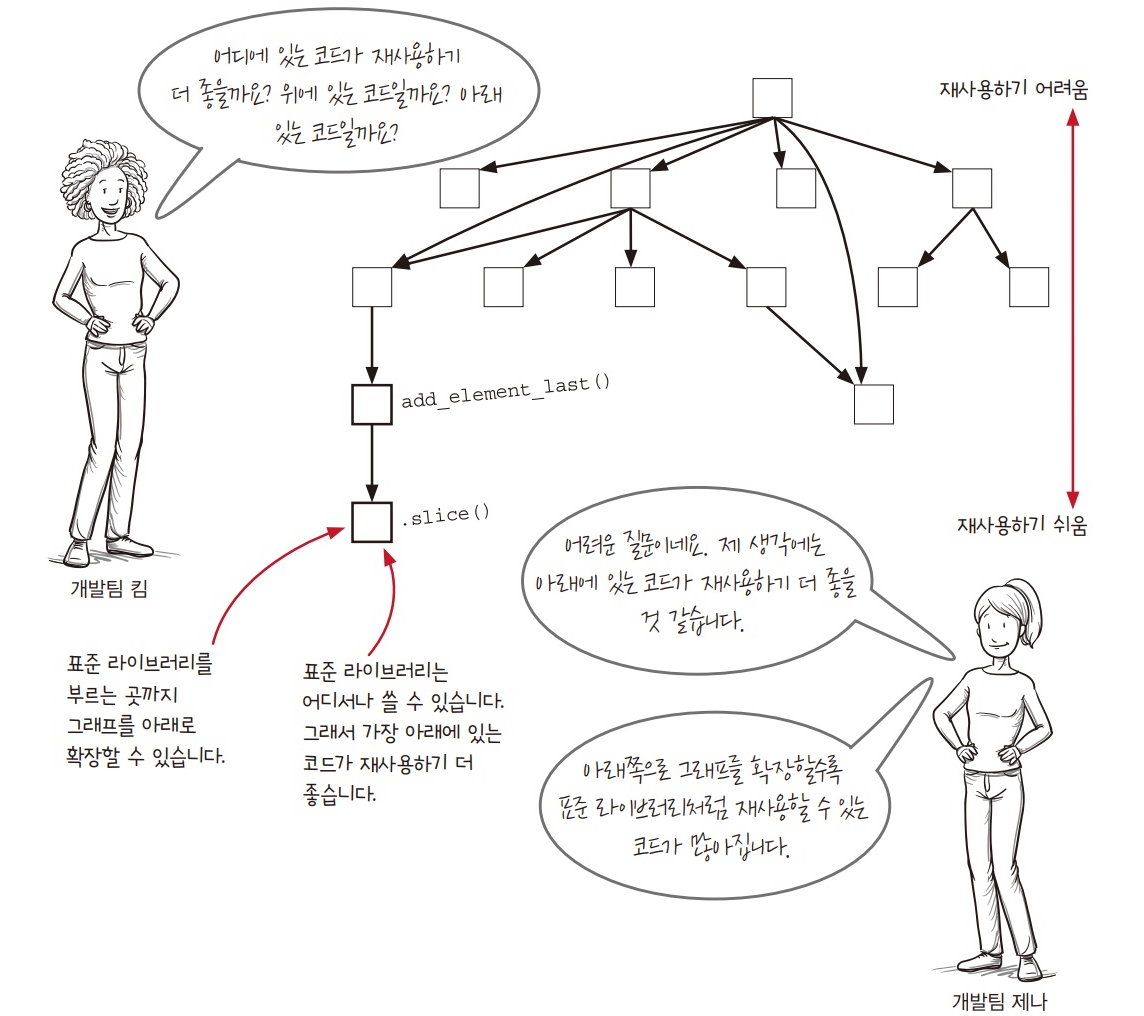 어디에 있는 코드가 재사용하기
더 좋을까요? 위에 있는 코드일까요? 아래
있는 코드일까요?
재사용하기 어려움
add_element_last()
.slice()
재사용하기 쉬움
어려운 질문이네요. 제 생각에는
아래에 있는 코드가 재사용하기 더 좋을
것 같습니다.
개발팀 킴
표준 라이브러리를
부르는 곳까지
그래프를 아래로
확장할 수 있습니다.
표준 라이브러리는
어디서나 쓸 수 있습니다.
그래서 가장 아래에 있는
코드가 재사용하기 더
좋습니다.
아래쪽으로 그래프를 확장할수록
표준 라이브러리처럼 재사용할 수 있는
코드가 많아집니다.
개발팀 제나